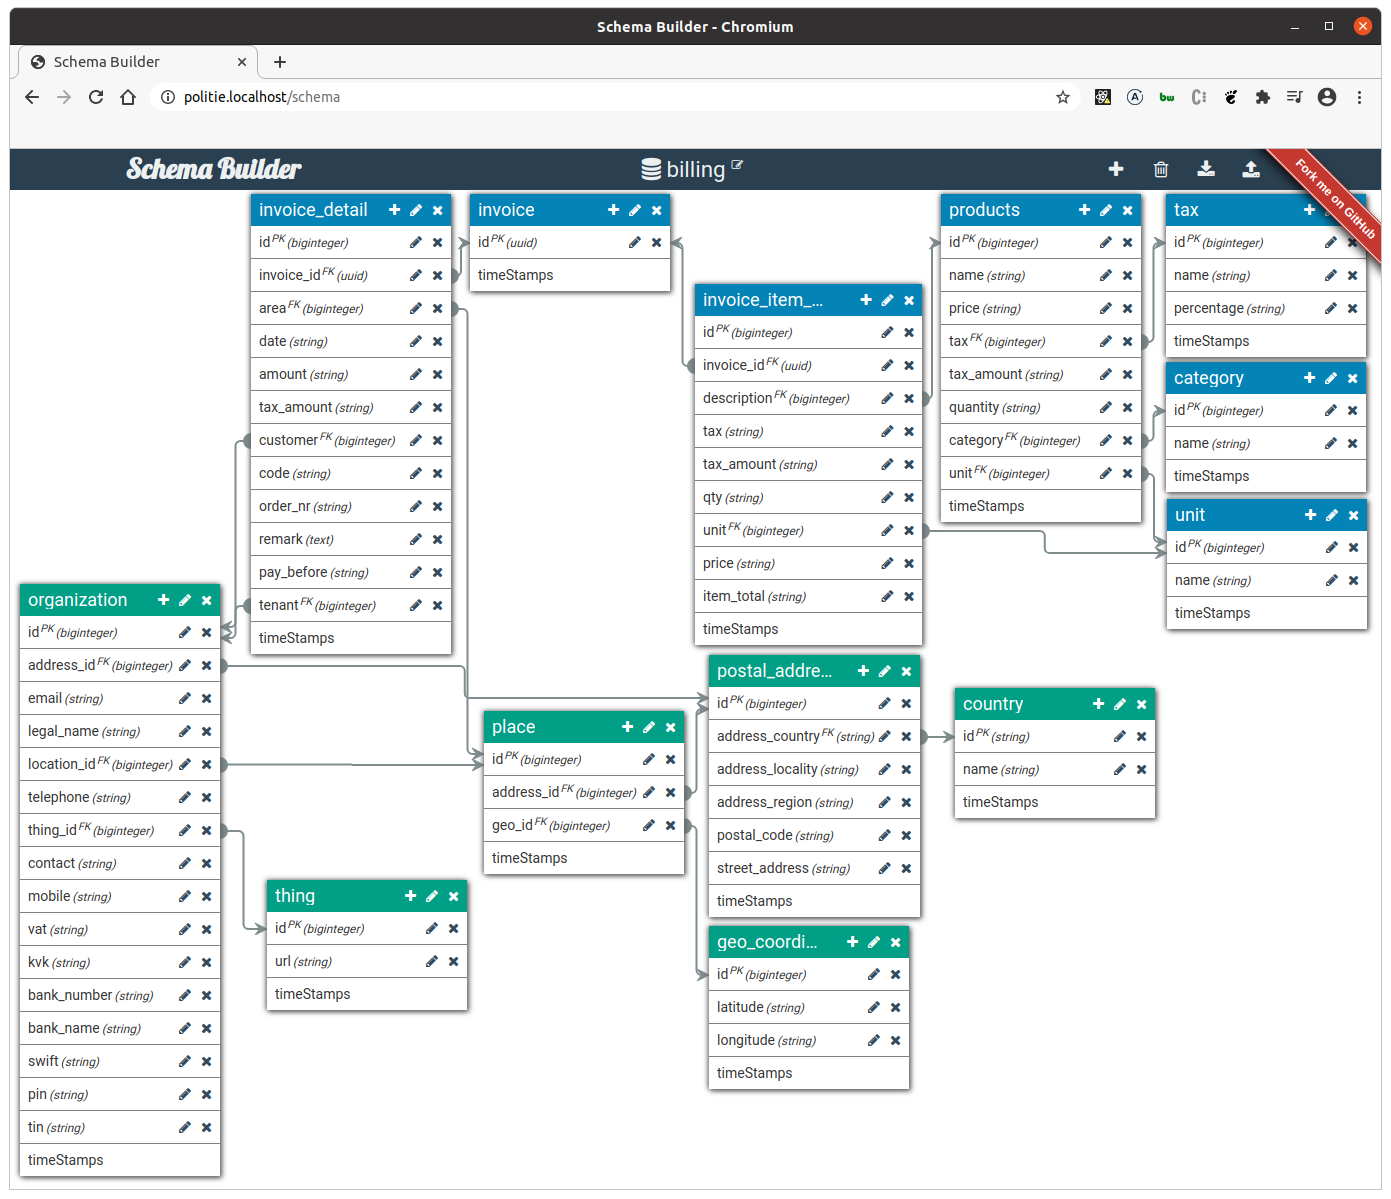 Schema Builder - Chromium
Schema Builder
politie.localhost/schema
Schema Builder
billing
Fork me on GitHub
invoice_detail
id PK (biginteger)
invoice_id FK (uuid)
area FK (biginteger)
date (string)
amount (string)
tax_amount (string)
customer FK (biginteger)
code (string)
order_nr (string)
remark (text)
pay_before (string)
tenant FK (biginteger)
timeStamps
invoice
id PK (uuid)
timeStamps
invoice_item_...
id PK (biginteger)
invoice_id FK (uuid)
description FK (biginteger)
tax (string)
tax_amount (string)
qty (string)
unit FK (biginteger)
price (string)
item_total (string)
timeStamps
products
id PK (biginteger)
name (string)
price (string)
tax FK (biginteger)
tax_amount (string)
quantity (string)
category FK (biginteger)
unit FK (biginteger)
timeStamps
tax
id PK (biginteger)
name (string)
percentage (string)
timeStamps
category
id PK (biginteger)
name (string)
timeStamps
unit
id PK (biginteger)
name (string)
timeStamps
organization
id PK (biginteger)
address_id FK (biginteger)
email (string)
legal_name (string)
location_id FK (biginteger)
telephone (string)
thing_id FK (biginteger)
contact (string)
mobile (string)
vat (string)
kvk (string)
bank_number (string)
bank_name (string)
swift (string)
pin (string)
tin (string)
timeStamps
thing
id PK (biginteger)
url (string)
timeStamps
place
id PK (biginteger)
address_id FK (biginteger)
geo_id FK (biginteger)
timeStamps
postal_addre...
id PK (biginteger)
address_country FK (string)
address_locality (string)
address_region (string)
postal_code (string)
street_address (string)
timeStamps
country
id PK (string)
name (string)
timeStamps
geo_coordi...
id PK (biginteger)
latitude (string)
longitude (string)
timeStamps